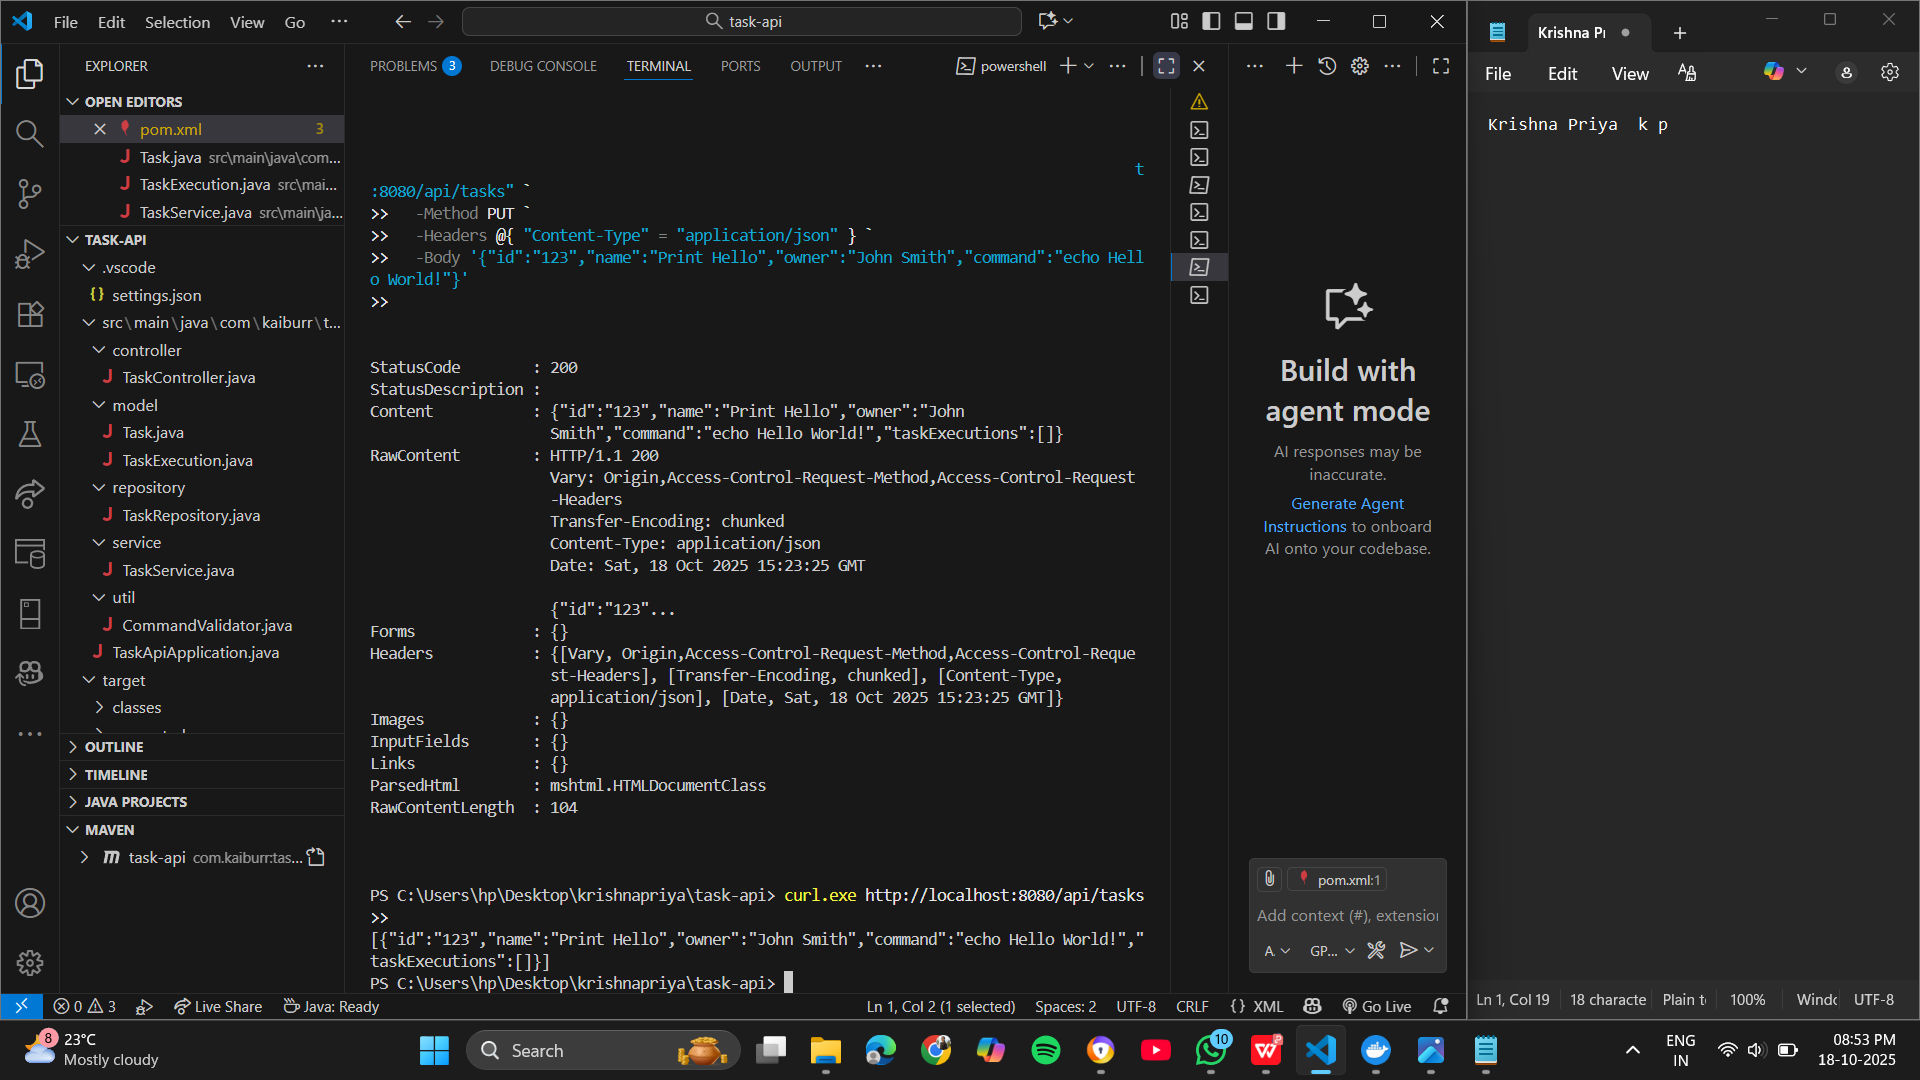 File Edit Selection View Go ···
task-api
EXPLORER
OPEN EDITORS
pom.xml 3
Task.java src\main\java\com...
TaskExecution.java src\mai...
TaskService.java src\main\ja...
TASK-API
.vscode
{} settings.json
src\main\java\com\kaiburr\t...
controller
J TaskController.java
model
J Task.java
J TaskExecution.java
repository
J TaskRepository.java
service
J TaskService.java
util
J CommandValidator.java
J TaskApiApplication.java
target
classes
OUTLINE
TIMELINE
JAVA PROJECTS
MAVEN
task-api com.kaiburr:tas...
PROBLEMS 3 DEBUG CONSOLE TERMINAL PORTS OUTPUT ··· powershell
t
:8080/api/tasks" `
>>   -Method PUT `
>>   -Headers @{ "Content-Type" = "application/json" } `
>>   -Body '{"id":"123","name":"Print Hello","owner":"John Smith","command":"echo Hell
o World!"}'
>>
StatusCode        : 200
StatusDescription :
Content           : {"id":"123","name":"Print Hello","owner":"John
Smith","command":"echo Hello World!","taskExecutions":[]}
RawContent        : HTTP/1.1 200
Vary: Origin,Access-Control-Request-Method,Access-Control-Request
-Headers
Transfer-Encoding: chunked
Content-Type: application/json
Date: Sat, 18 Oct 2025 15:23:25 GMT
{"id":"123"...
Forms             : {}
Headers           : {[Vary, Origin,Access-Control-Request-Method,Access-Control-Reque
st-Headers], [Transfer-Encoding, chunked], [Content-Type,
application/json], [Date, Sat, 18 Oct 2025 15:23:25 GMT]}
Images            : {}
InputFields       : {}
Links             : {}
ParsedHtml        : mshtml.HTMLDocumentClass
RawContentLength  : 104
PS C:\Users\hp\Desktop\krishnapriya\task-api> curl.exe http://localhost:8080/api/tasks
>>
[{"id":"123","name":"Print Hello","owner":"John Smith","command":"echo Hello World!","
taskExecutions":[]}]
PS C:\Users\hp\Desktop\krishnapriya\task-api>
Build with
agent mode
AI responses may be
inaccurate.
Generate Agent
Instructions to onboard
AI onto your codebase.
pom.xml:1
Add context (#), extension
A. GP...
0 3 Live Share Java: Ready Ln 1, Col 2 (1 selected) Spaces: 2 UTF-8 CRLF {} XML Go Live
Krishna Pr
File Edit View
Krishna Priya  k p
Ln 1, Col 19 18 characte Plain t 100% Windo UTF-8
8 23°C
Mostly cloudy
Search
10
ENG
IN
08:53 PM
18-10-2025